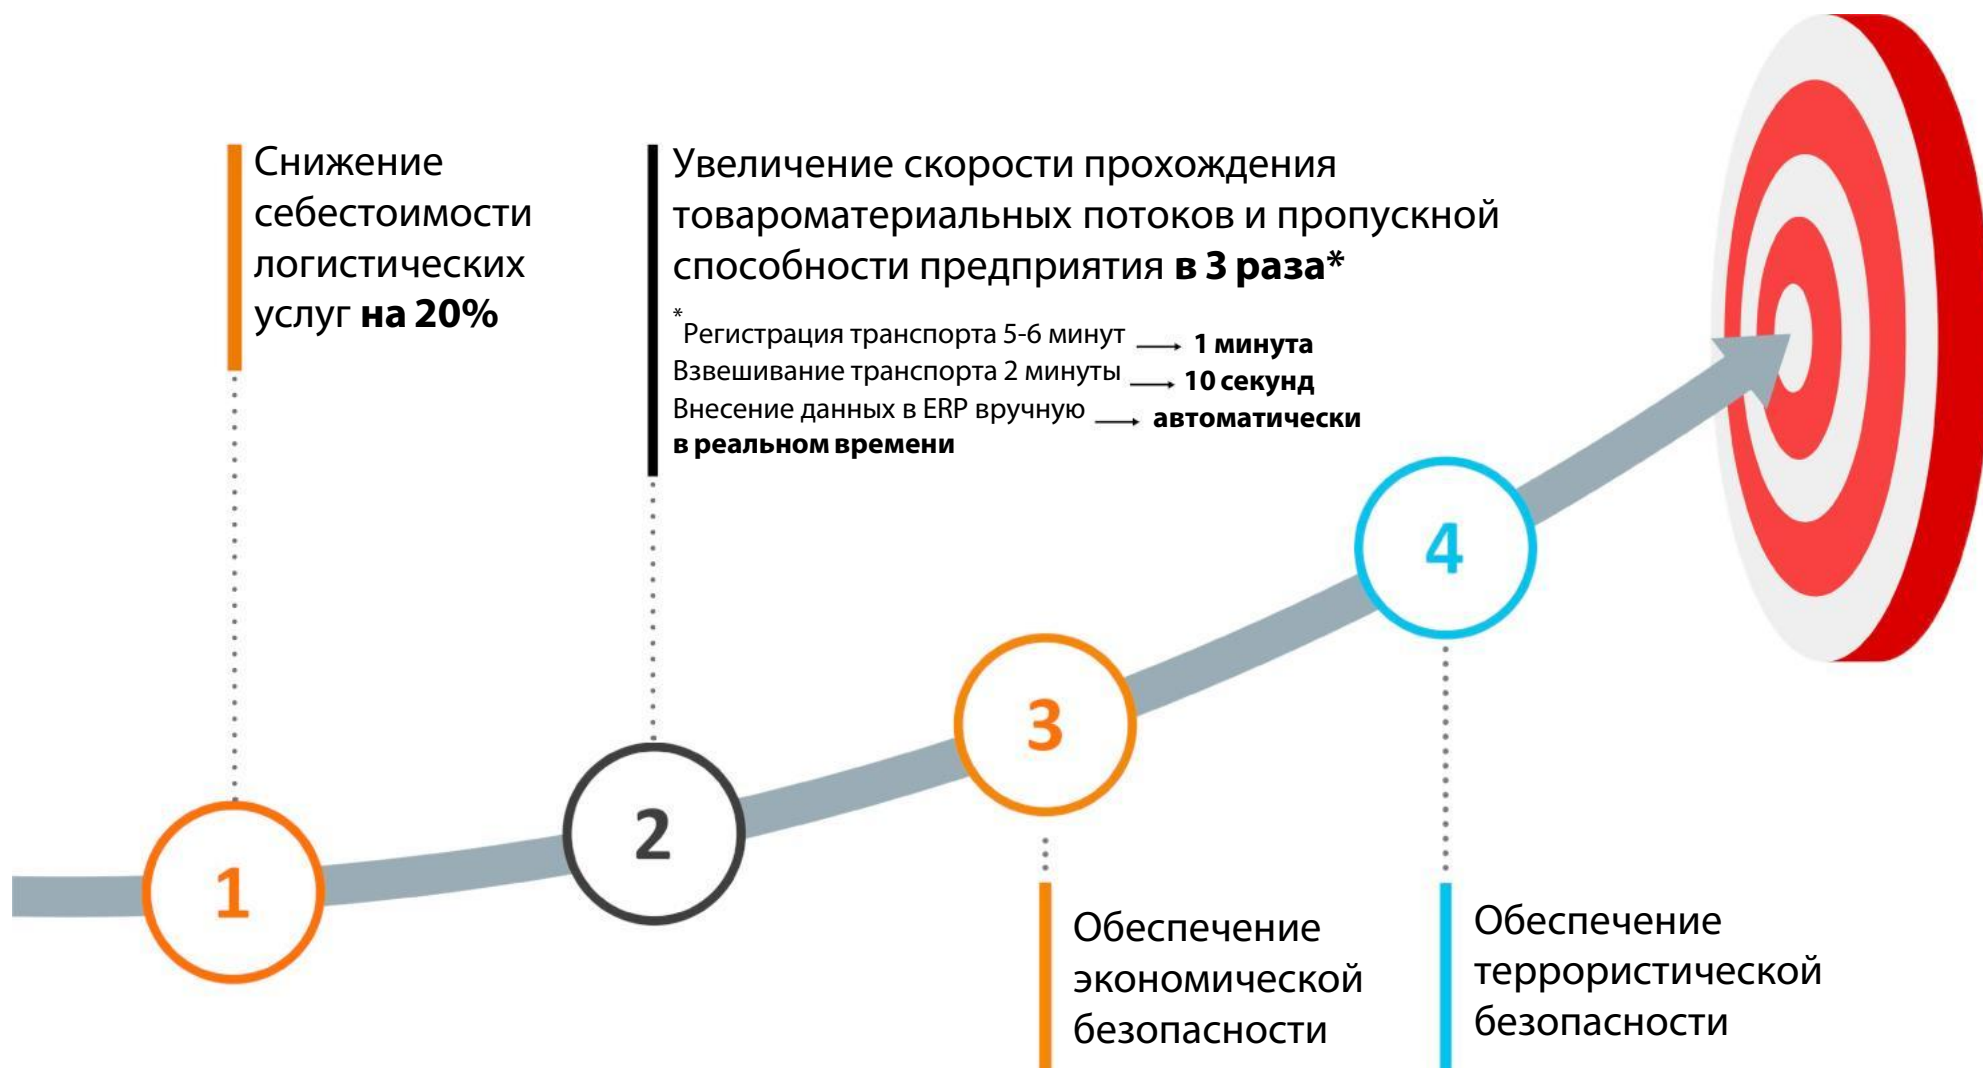 Снижение
себестоимости
логистических
услуг на 20%
Увеличение скорости прохождения
товароматериальных потоков и пропускной
способности предприятия в 3 раза*
*Регистрация транспорта 5-6 минут → 1 минута
Взвешивание транспорта 2 минуты → 10 секунд
Внесение данных в ERP вручную → автоматически
в реальном времени
1
2
3
4
Обеспечение
экономической
безопасности
Обеспечение
террористической
безопасности